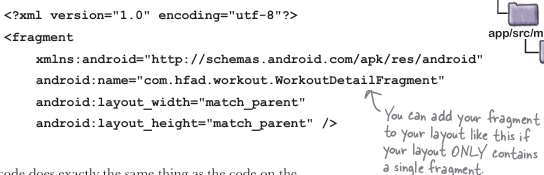 <?xml version="1.0" encoding="utf-8"?>
<fragment
xmlns:android="http://schemas.android.com/apk/res/android"
android:name="com.hfad.workout.WorkoutDetailFragment"
android:layout_width="match_parent"
android:layout_height="match_parent" />
app/src/m
You can add your fragment
to your layout like this if
your layout ONLY contains
a single fragment.
code does exactly the same thing as the code on the